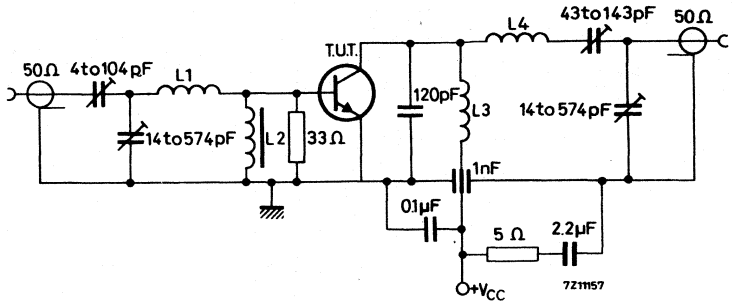 43to143pF
50Ω
L4
T.U.T.
50Ω
4to104pF
L1
120pF
L3
14to574pF
14to574pF
L2
33Ω
1nF
0.1µF
5Ω
2.2µF
+VCC
7Z11157